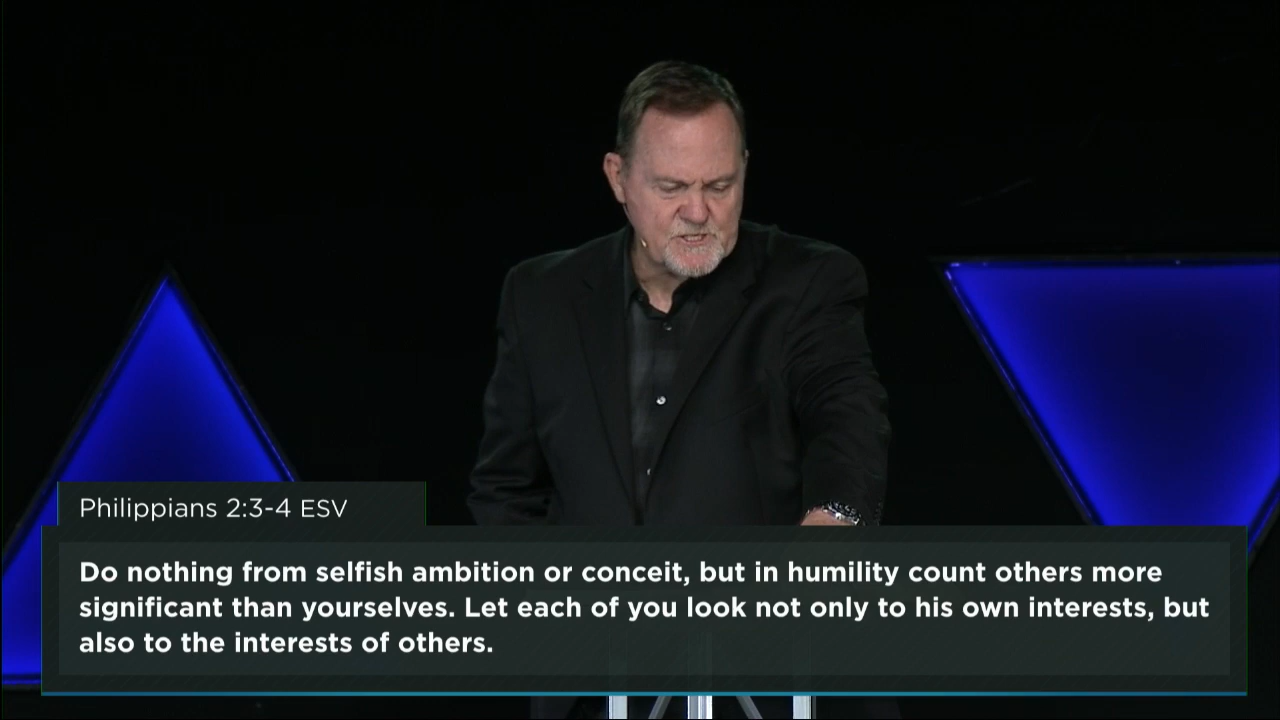 Philippians 2:3-4 ESV
Do nothing from selfish ambition or conceit, but in humility count others more
significant than yourselves. Let each of you look not only to his own interests, but
also to the interests of others.